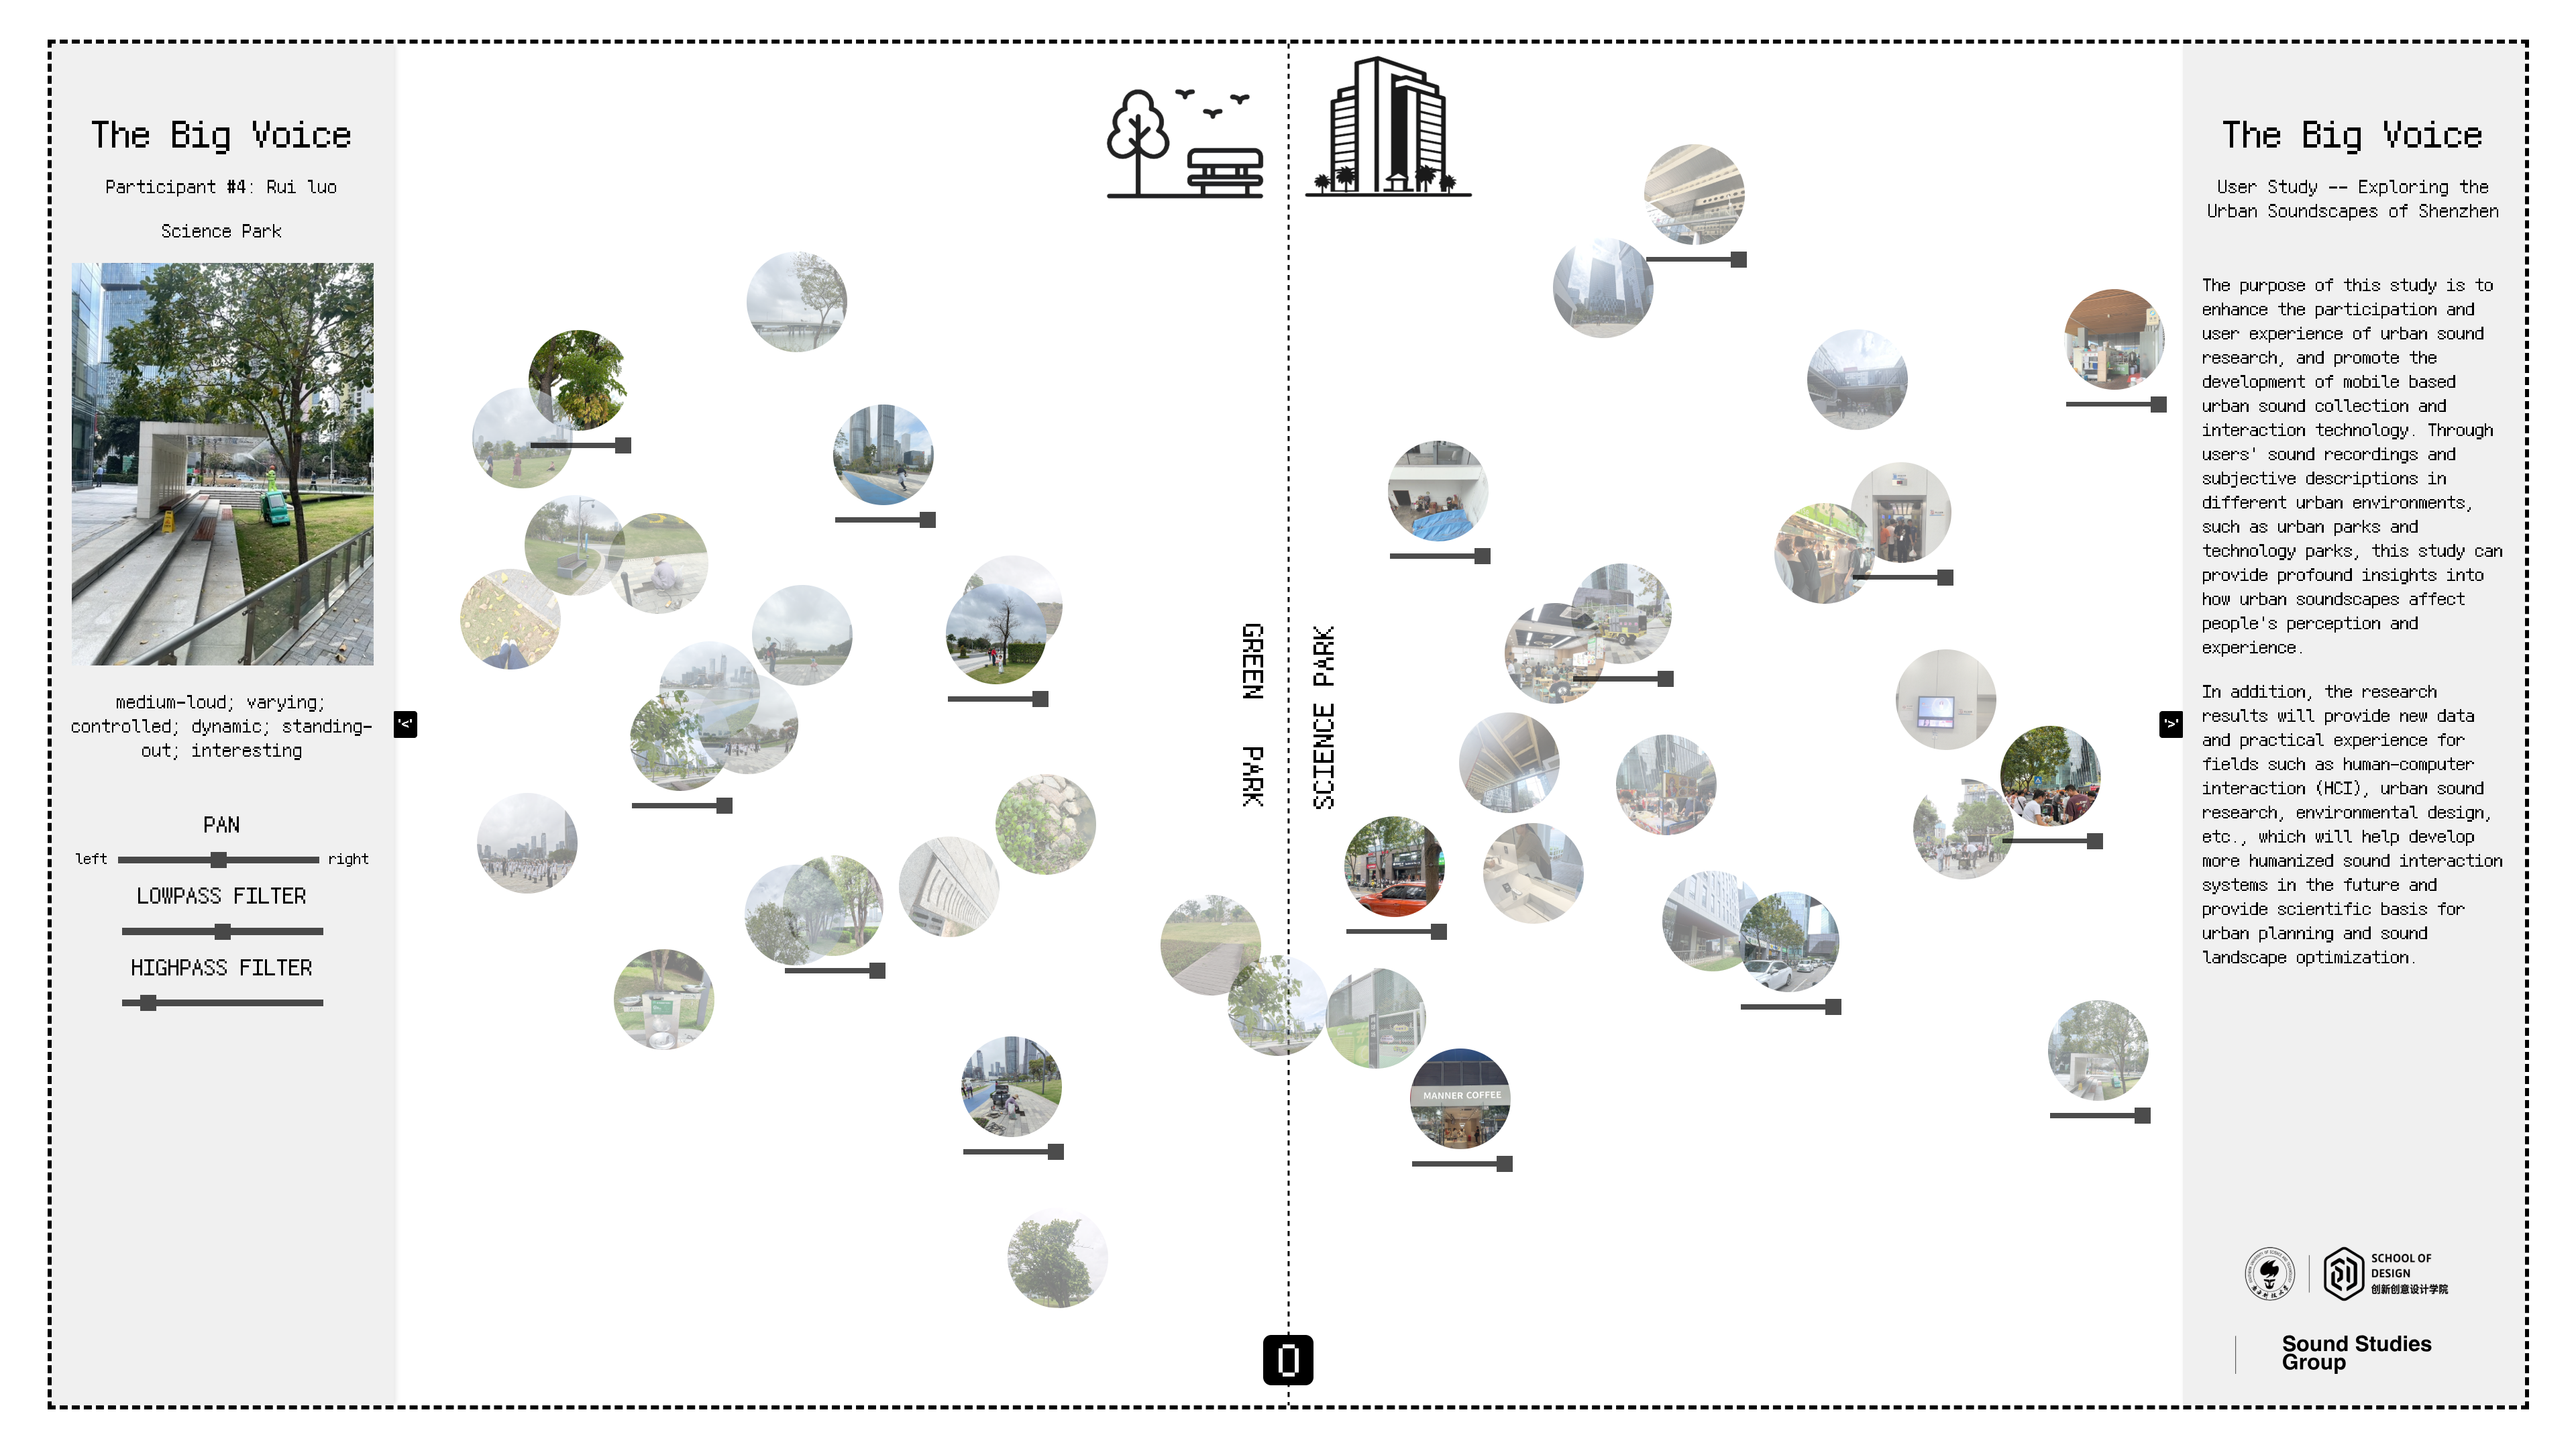 The Big Voice
Participant #4: Rui luo
Science Park
medium-loud; varying;
controlled; dynamic; standing-
out; interesting
PAN
left right
LOWPASS FILTER
HIGHPASS FILTER
'<'
GREEN PARK
SCIENCE PARK
MANNER COFFEE
0
'>'
The Big Voice
User Study -- Exploring the
Urban Soundscapes of Shenzhen
The purpose of this study is to
enhance the participation and
user experience of urban sound
research, and promote the
development of mobile based
urban sound collection and
interaction technology. Through
users' sound recordings and
subjective descriptions in
different urban environments,
such as urban parks and
technology parks, this study can
provide profound insights into
how urban soundscapes affect
people's perception and
experience.
In addition, the research
results will provide new data
and practical experience for
fields such as human-computer
interaction (HCI), urban sound
research, environmental design,
etc., which will help develop
more humanized sound interaction
systems in the future and
provide scientific basis for
urban planning and sound
landscape optimization.
SCHOOL OF
DESIGN
创新创意设计学院
Sound Studies
Group